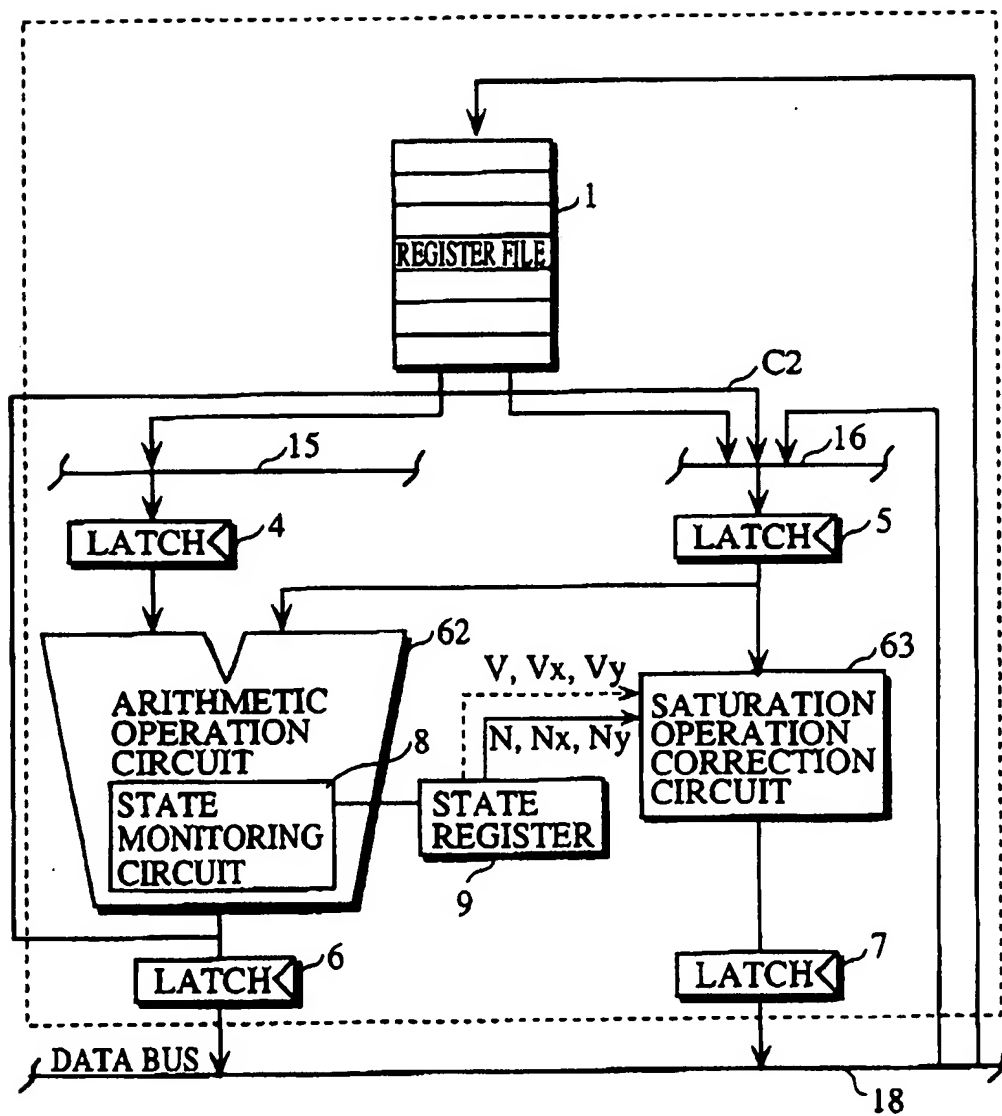 1
REGISTER FILE
C2
15
16
LATCH
4
LATCH
5
62
63
ARITHMETIC
OPERATION
CIRCUIT
8
STATE
MONITORING
CIRCUIT
V, Vx, Vy
N, Nx, Ny
STATE
REGISTER
9
SATURATION
OPERATION
CORRECTION
CIRCUIT
LATCH
6
LATCH
7
DATA BUS
18